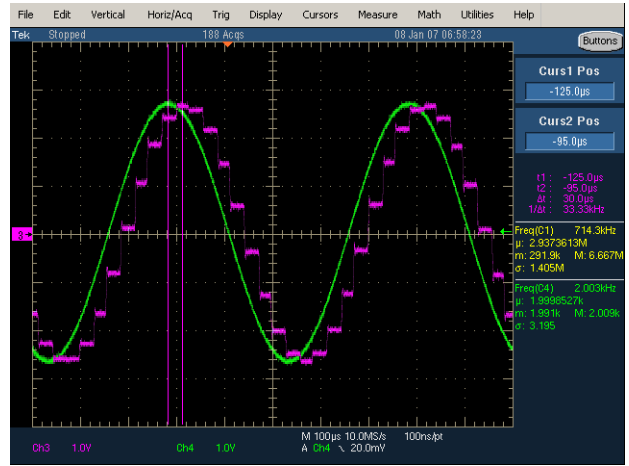 File Edit Vertical Horiz/Acq Trig Display Cursors Measure Math Utilities Help
Tek Stopped 188 Acqs 08 Jan 07 06:58:23
Buttons
Curs1 Pos
-125.0µs
Curs2 Pos
-95.0µs
t1: -125.0µs
t2: -95.0µs
Δt: 30.0µs
1/Δt: 33.33kHz
Freq(C1) 714.3kHz
µ: 2.9373613M
m: 291.9k M: 6.667M
σ: 1.405M
Freq(C4) 2.003kHz
µ: 1.9996527k
m: 1.991k M: 2.009k
σ: 3.195
3
Ch3 1.0V Ch4 1.0V M 100µs 10.0MS/s 100ns/pt
A Ch4 \ 20.0mV